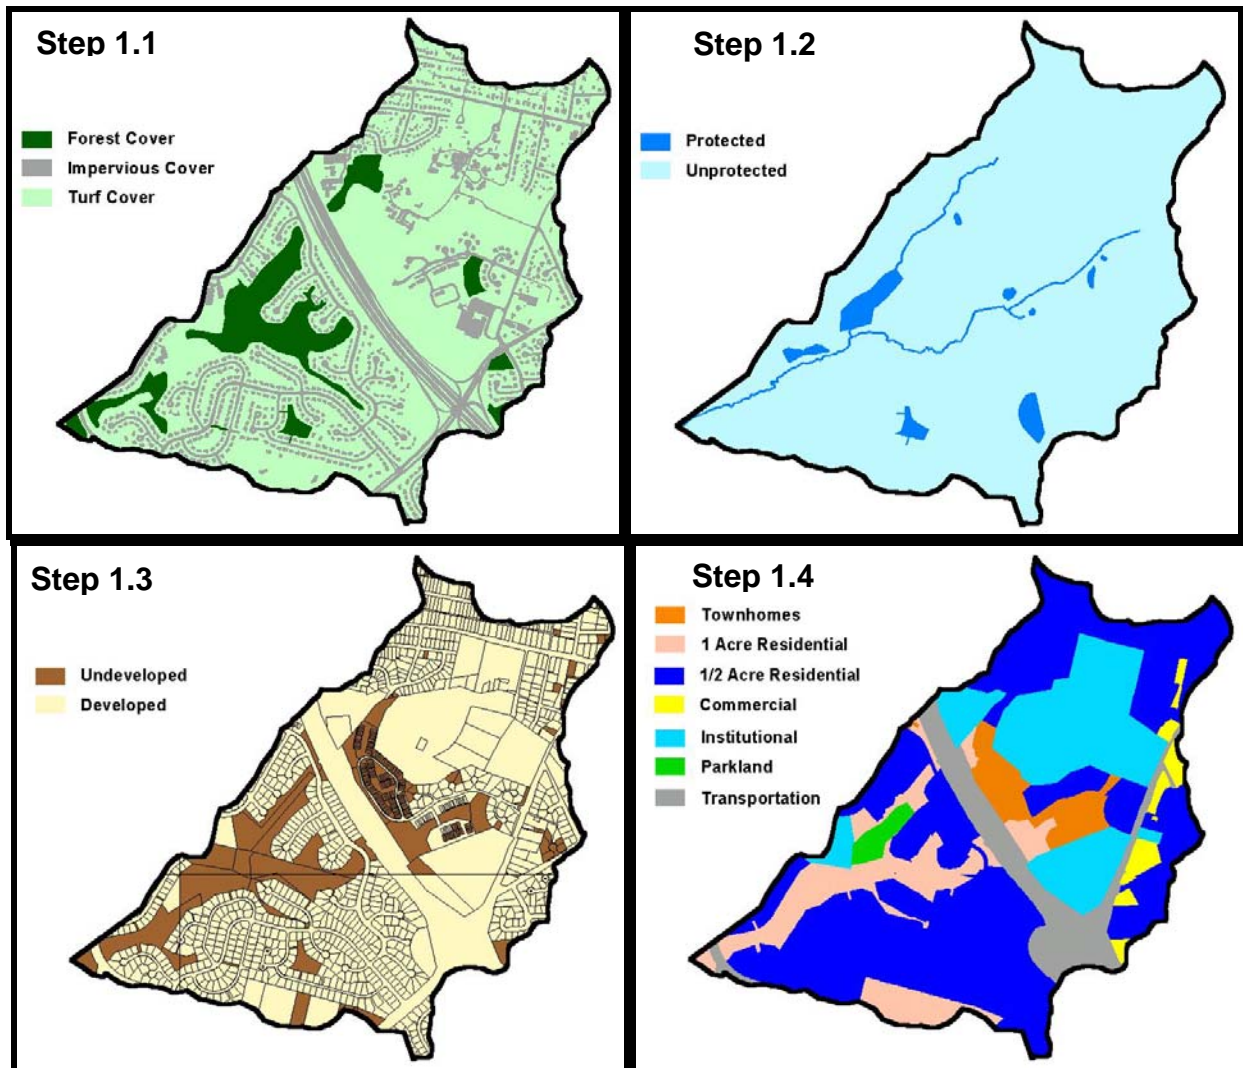 Step 1.1
Forest Cover
Impervious Cover
Turf Cover
Step 1.2
Protected
Unprotected
Step 1.3
Undeveloped
Developed
Step 1.4
Townhomes
1 Acre Residential
1/2 Acre Residential
Commercial
Institutional
Parkland
Transportation